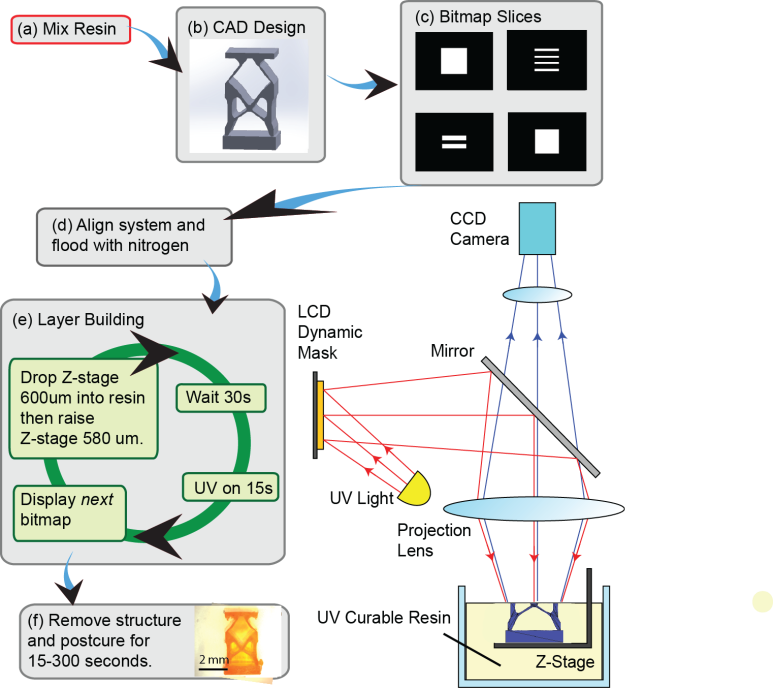 (a) Mix Resin
(b) CAD Design
(c) Bitmap Slices
(d) Align system and
flood with nitrogen
(e) Layer Building
Drop Z-stage
600um into resin
then raise
Z-stage 580 um.
Wait 30s
UV on 15s
Display next
bitmap
(f) Remove structure
and postcure for
15-300 seconds.
2 mm
CCD
Camera
LCD
Dynamic
Mask
Mirror
UV Light
Projection
Lens
UV Curable Resin
Z-Stage